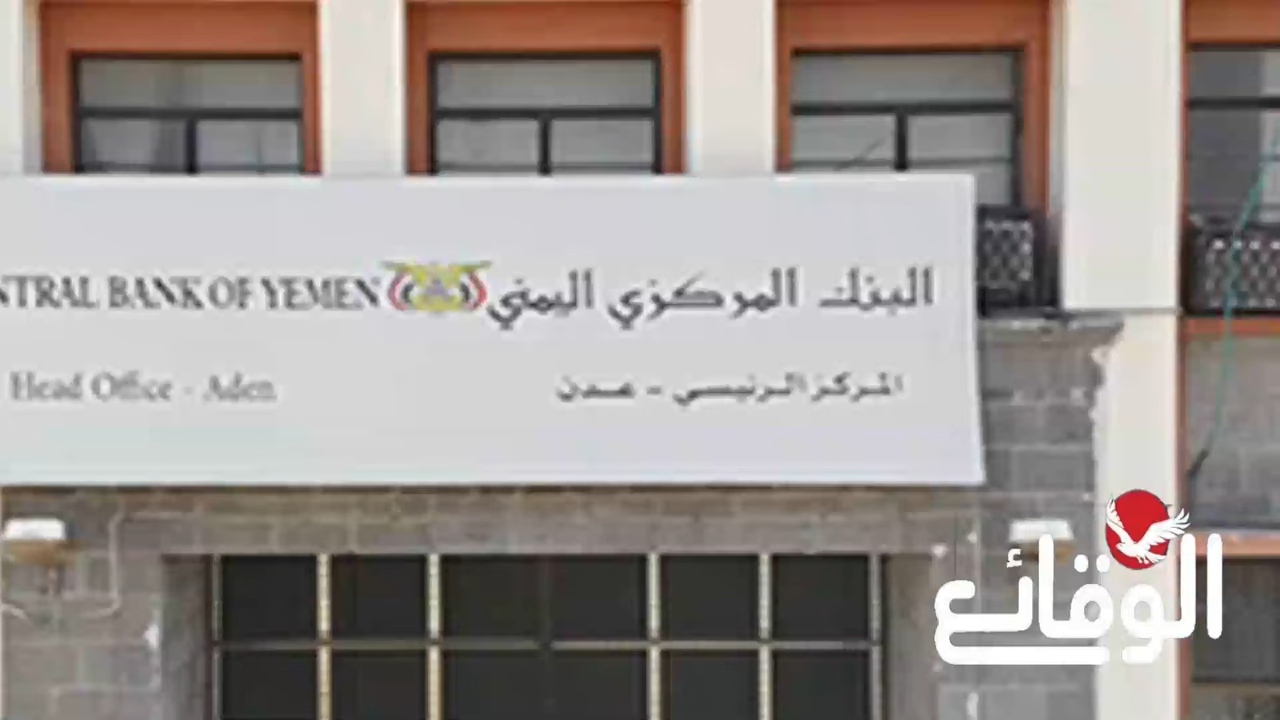 البنك المركزي اليمني
NTRAL BANK OF YEMEN
المركز الرئيسي - عدن
Head Office - Aden
الوقائع